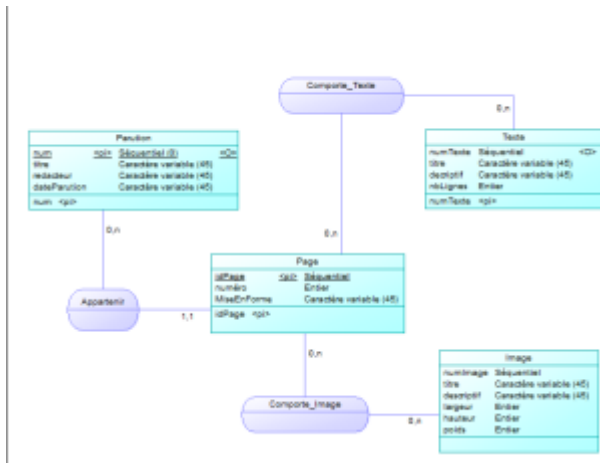 Comporte_Texte
0,n
Parution
num <pi> Séquentiel (8) <O>
titre Caractère variable (45)
redacteur Caractère variable (45)
dateParution Caractère variable (45)
num <pi>
Texte
numTexte Séquentiel <O>
titre Caractère variable (45)
descriptif Caractère variable (45)
nbLignes Entier
numTexte <pi>
0,n
0,n
Page
idPage <pi> Séquentiel
numéro Entier
MiseEnForme Caractère variable (45)
idPage <pi>
Appartenir
1,1
0,n
Image
numImage Séquentiel
titre Caractère variable (45)
descriptif Caractère variable (45)
largeur Entier
hauteur Entier
poids Entier
Comporte_Image
0,n